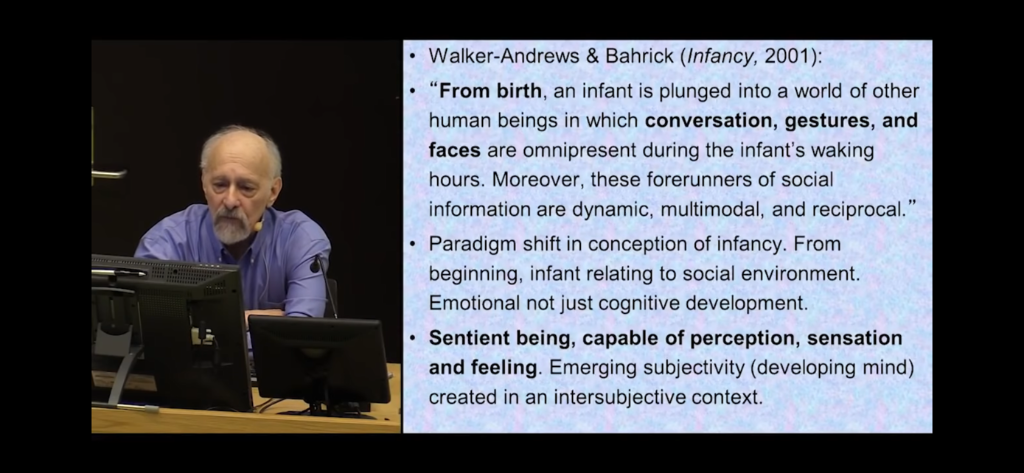 • Walker-Andrews & Bahrick (Infancy, 2001):
• “From birth, an infant is plunged into a world of other
human beings in which conversation, gestures, and
faces are omnipresent during the infant’s waking
hours. Moreover, these forerunners of social
information are dynamic, multimodal, and reciprocal.”
• Paradigm shift in conception of infancy. From
beginning, infant relating to social environment.
Emotional not just cognitive development.
• Sentient being, capable of perception, sensation
and feeling. Emerging subjectivity (developing mind)
created in an intersubjective context.